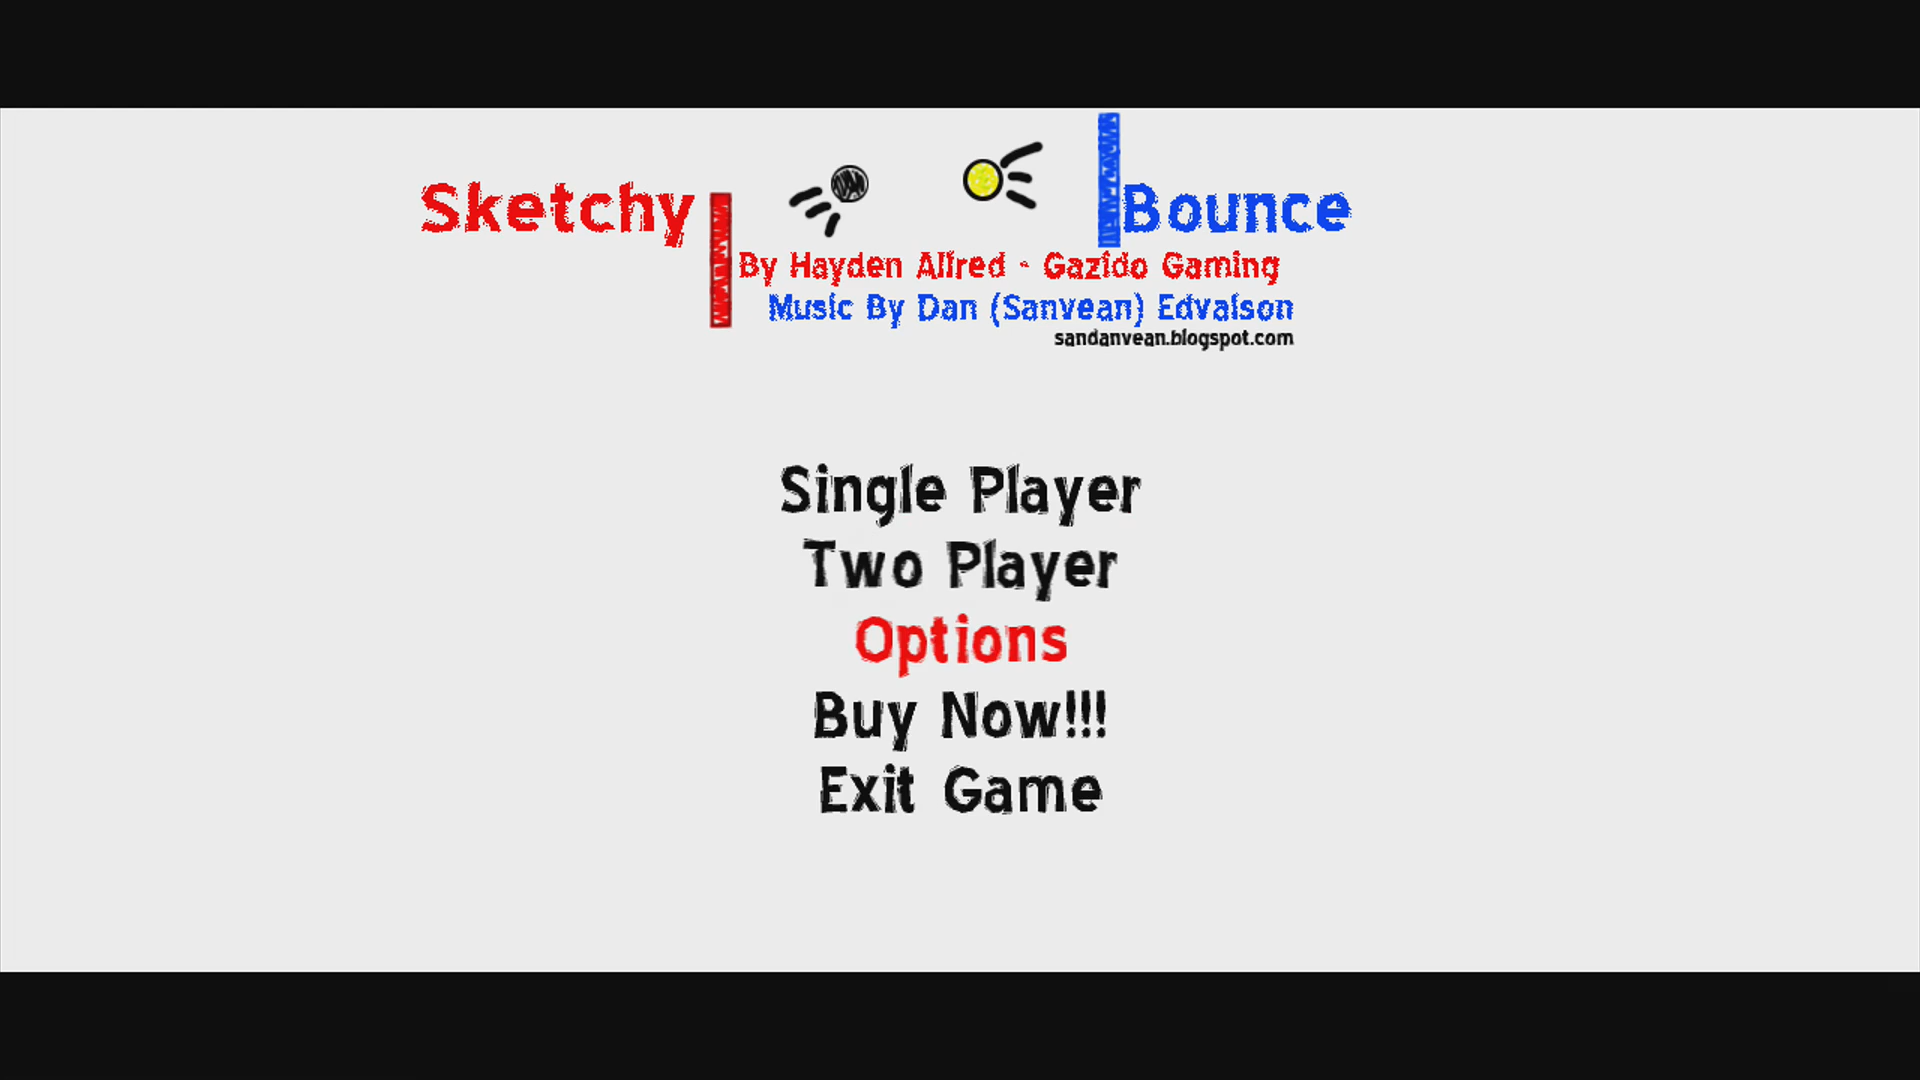 Sketchy Bounce
By Hayden Allred - Gazido Gaming
Music By Dan (Sanvean) Edvalson
sandanvean.blogspot.com
Single Player
Two Player
Options
Buy Now!!!
Exit Game